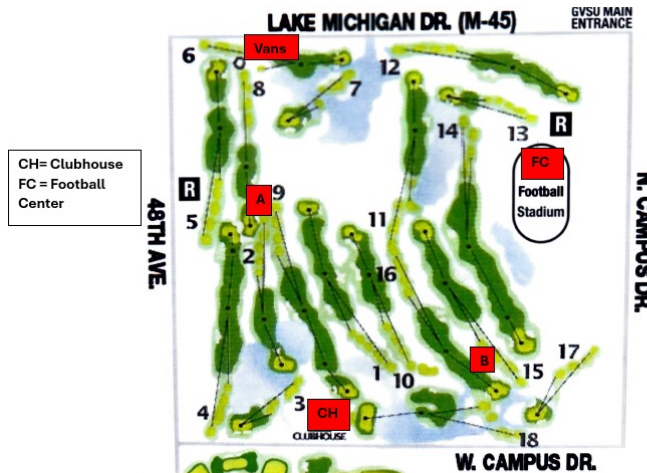 LAKE MICHIGAN DR. (M-45)
GVSU MAIN
ENTRANCE
6
Vans
8
7
12
14
13
R
CH= Clubhouse
FC = Football
Center
FC
Football
Stadium
R
5
A
9
2
11
16
48TH AVE.
N. CAMPUS DR.
B
17
15
1
10
3
4
CH
CLUBHOUSE
18
W. CAMPUS DR.